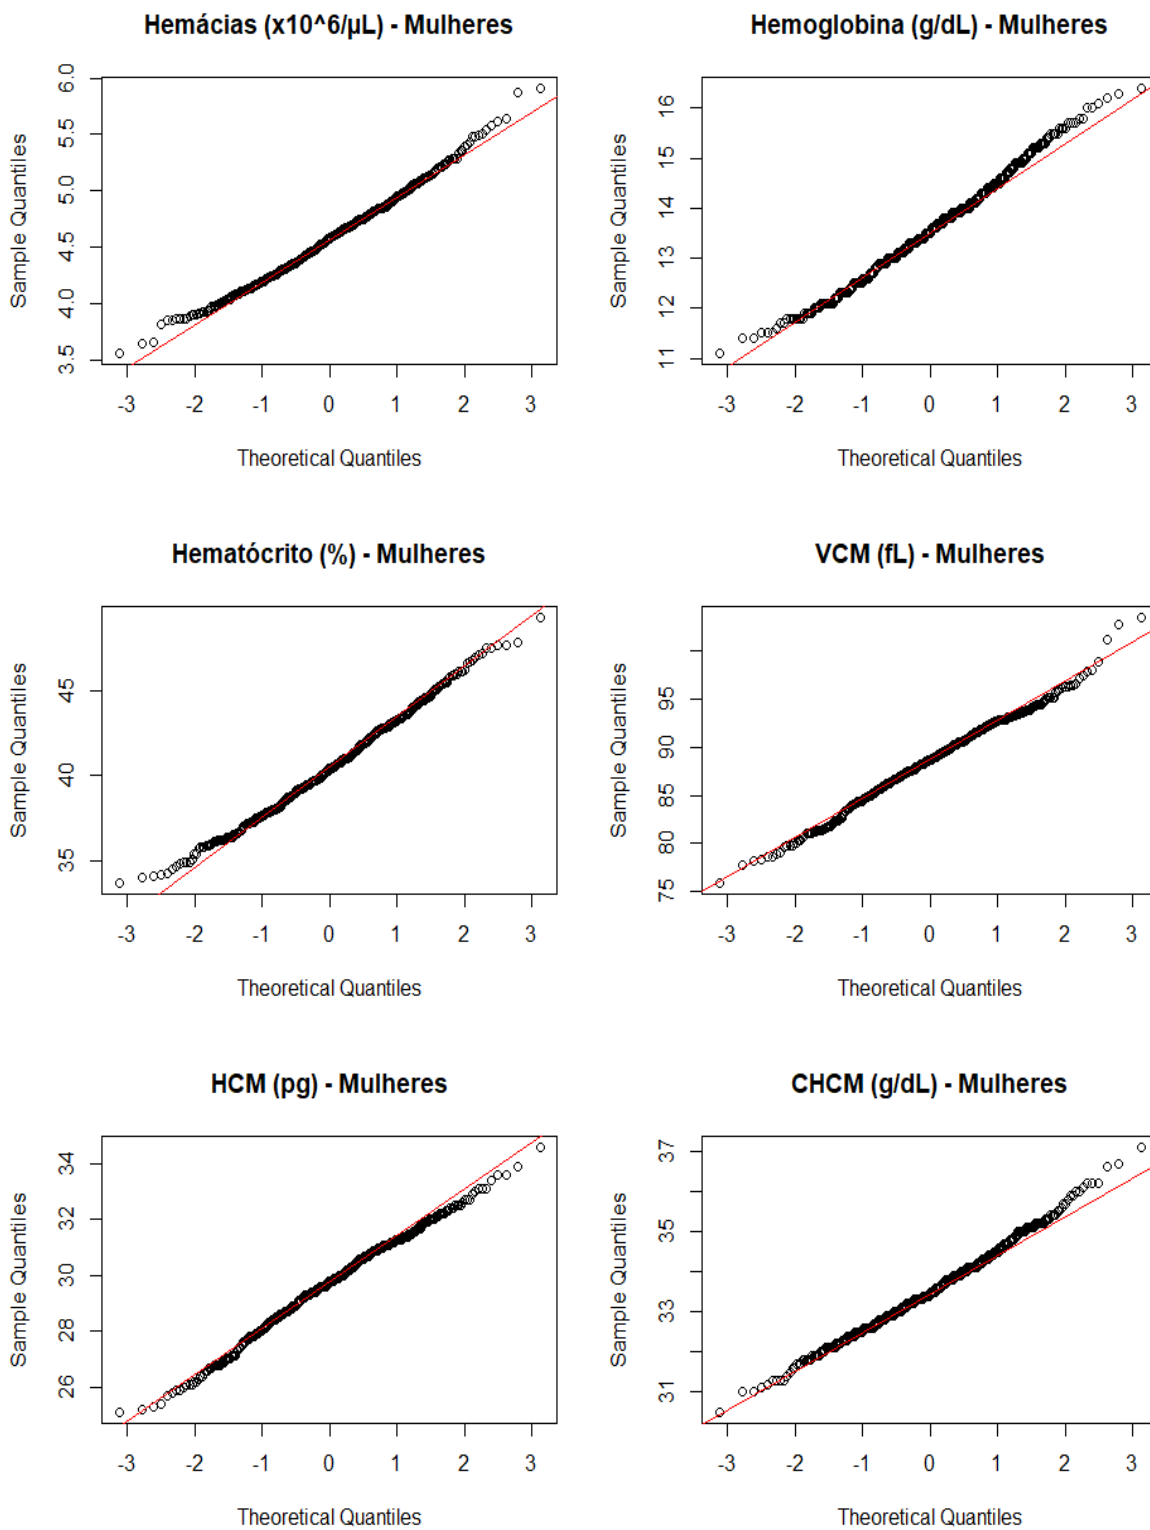 Hemácias (x10^6/µL) - Mulheres
Sample Quantiles
3.5 4.0 4.5 5.0 5.5 6.0
-3 -2 -1 0 1 2 3
Theoretical Quantiles
Hemoglobina (g/dL) - Mulheres
Sample Quantiles
11 12 13 14 15 16
-3 -2 -1 0 1 2 3
Theoretical Quantiles
Hematócrito (%) - Mulheres
Sample Quantiles
35 40 45
-3 -2 -1 0 1 2 3
Theoretical Quantiles
VCM (fL) - Mulheres
Sample Quantiles
75 80 85 90 95
-3 -2 -1 0 1 2 3
Theoretical Quantiles
HCM (pg) - Mulheres
Sample Quantiles
26 28 30 32 34
-3 -2 -1 0 1 2 3
Theoretical Quantiles
CHCM (g/dL) - Mulheres
Sample Quantiles
31 33 35 37
-3 -2 -1 0 1 2 3
Theoretical Quantiles